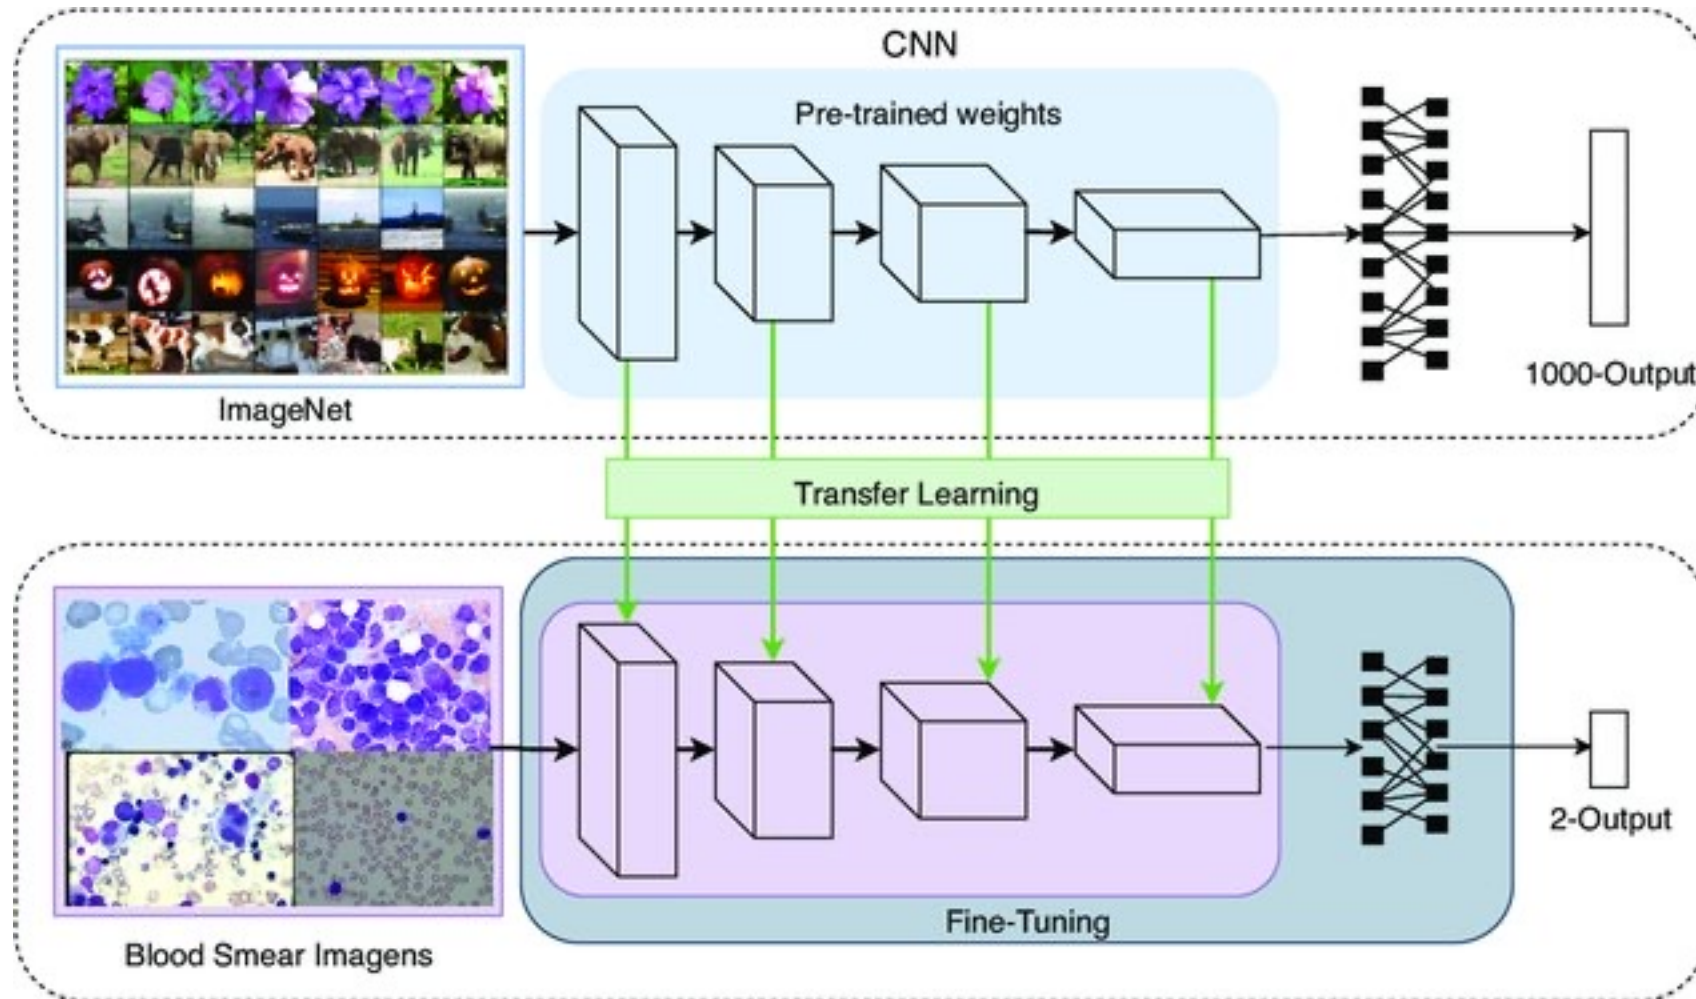 CNN
Pre-trained weights
ImageNet
1000-Output
Transfer Learning
Fine-Tuning
2-Output
Blood Smear Imagens